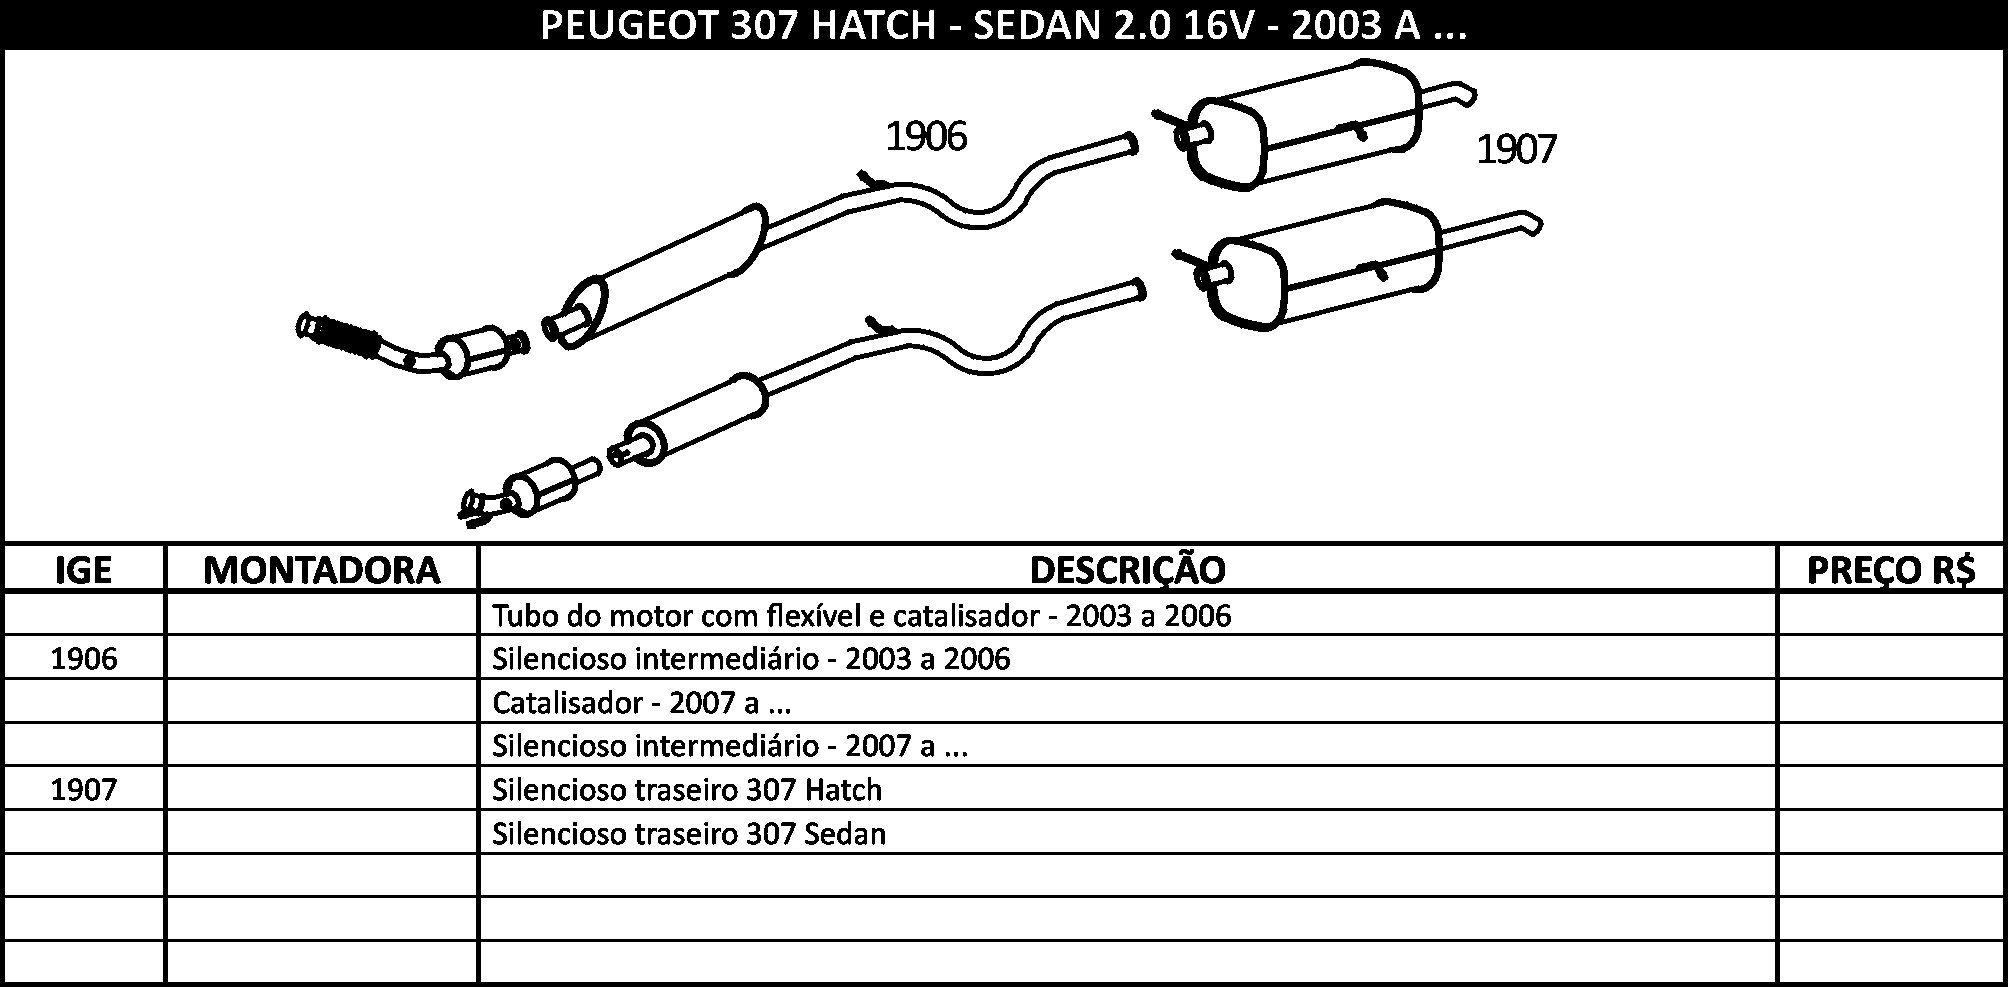 PEUGEOT 307 HATCH - SEDAN 2.0 16V - 2003 A ...
1906
1907
IGE MONTADORA DESCRIÇÃO PREÇO R$
Tubo do motor com flexível e catalisador - 2003 a 2006
1906 Silencioso intermediário - 2003 a 2006
Catalisador - 2007 a ...
Silencioso intermediário - 2007 a ...
1907 Silencioso traseiro 307 Hatch
Silencioso traseiro 307 Sedan